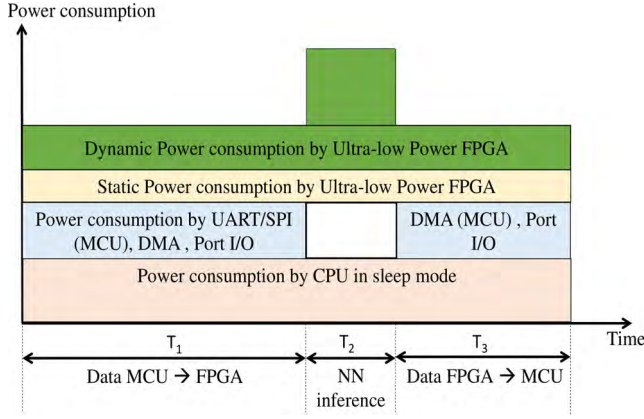 Power consumption
Dynamic Power consumption by Ultra-low Power FPGA
Static Power consumption by Ultra-low Power FPGA
Power consumption by UART/SPI
(MCU), DMA , Port I/O
DMA (MCU) , Port
I/O
Power consumption by CPU in sleep mode
Time
T1
T2
T3
Data MCU → FPGA
NN
inference
Data FPGA → MCU